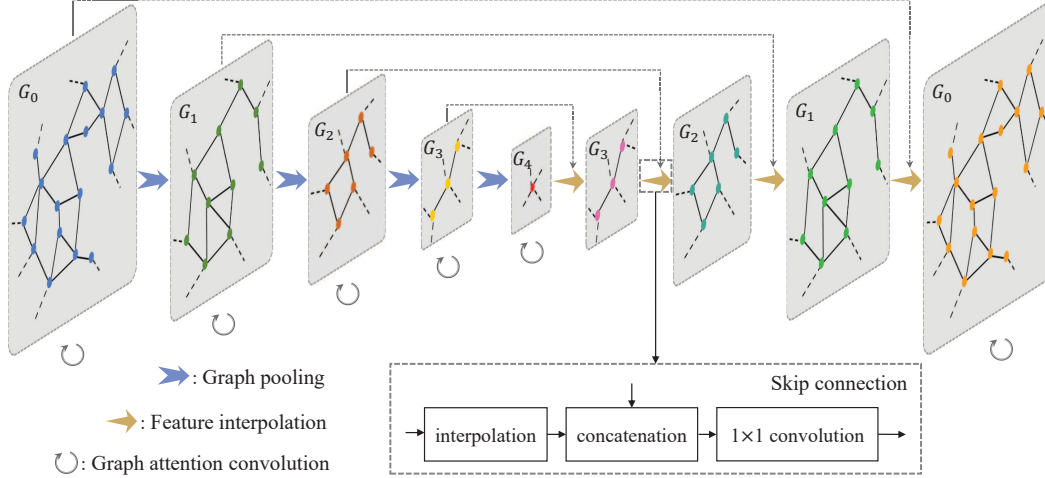 G0
G1
G2
G3
G4
G3
G2
G1
G0
: Graph pooling
: Feature interpolation
: Graph attention convolution
Skip connection
interpolation
concatenation
1×1 convolution